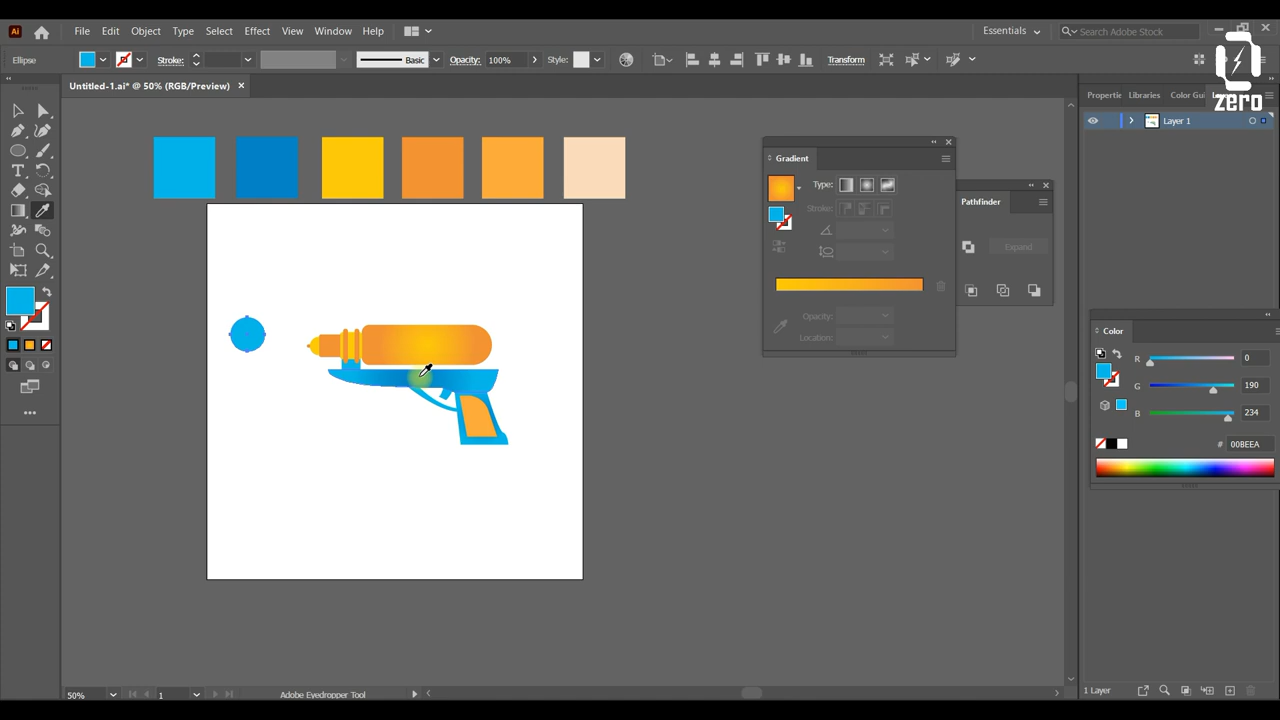 Ai File Edit Object Type Select Effect View Window Help Essentials Search Adobe Stock
Ellipse Stroke: Basic Opacity: 100% Style: Transform
zero
Untitled-1.ai* @ 50% (RGB/Preview) ×
Propertie Libraries Color Gui
Layer 1
Gradient
Type:
Stroke:
Opacity:
Location:
Pathfinder
Expand
Color
R 0
G 190
B 234
# 00BEEA
50% 1 Adobe Eyedropper Tool
1 Layer